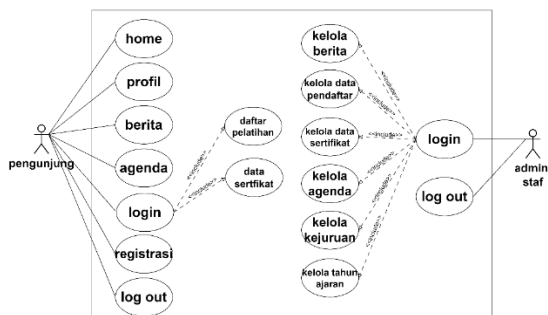 home
profil
berita
agenda
login
registrasi
log out
pengunjung
daftar
pelatihan
data
sertfikat
kelola
berita
kelola data
pendaftar
kelola data
sertifikat
kelola
agenda
kelola
kejuruan
kelola tahun
ajaran
login
log out
admin
staf